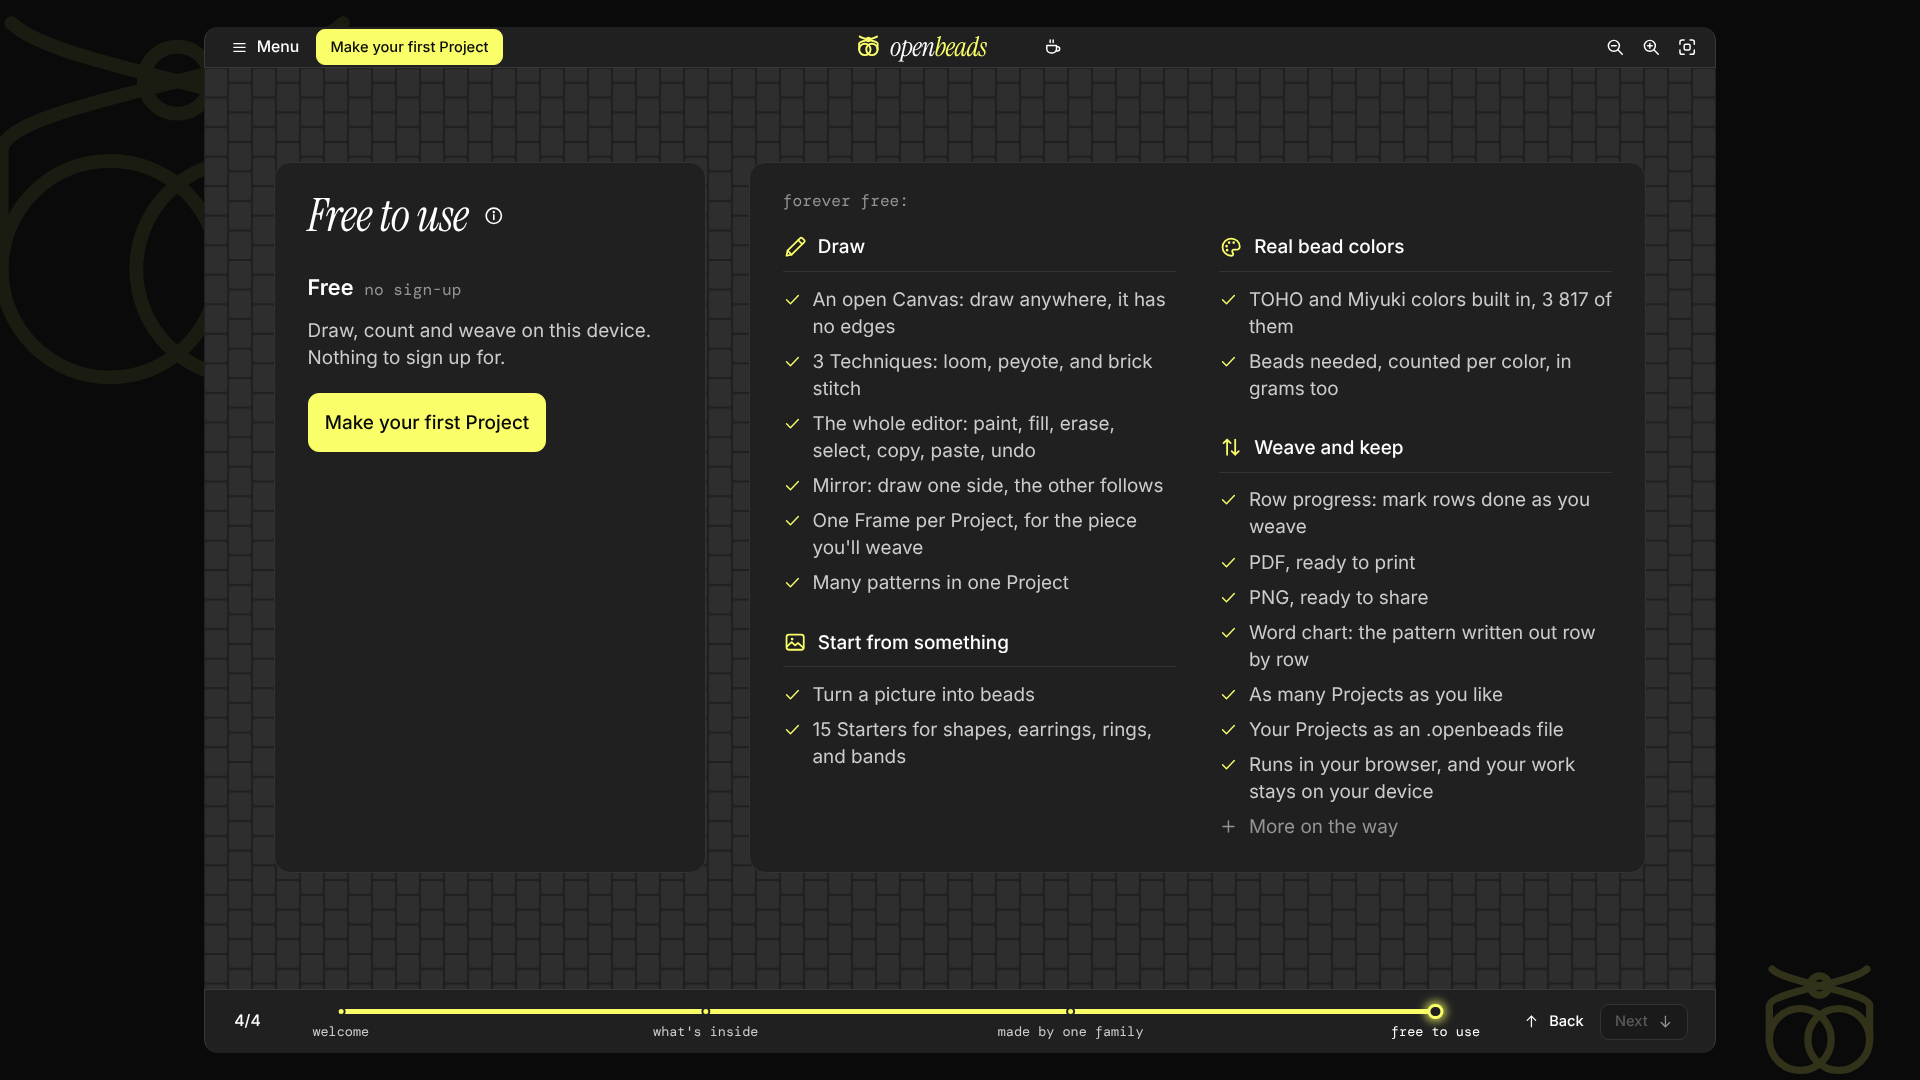 Menu
Make your first Project
openbeads
Free to use
Free no sign-up
Draw, count and weave on this device.
Nothing to sign up for.
Make your first Project
forever free:
Draw
An open Canvas: draw anywhere, it has
no edges
3 Techniques: loom, peyote, and brick
stitch
The whole editor: paint, fill, erase,
select, copy, paste, undo
Mirror: draw one side, the other follows
One Frame per Project, for the piece
you'll weave
Many patterns in one Project
Start from something
Turn a picture into beads
15 Starters for shapes, earrings, rings,
and bands
Real bead colors
TOHO and Miyuki colors built in, 3 817 of
them
Beads needed, counted per color, in
grams too
Weave and keep
Row progress: mark rows done as you
weave
PDF, ready to print
PNG, ready to share
Word chart: the pattern written out row
by row
As many Projects as you like
Your Projects as an .openbeads file
Runs in your browser, and your work
stays on your device
More on the way
4/4
welcome
what's inside
made by one family
free to use
Back
Next